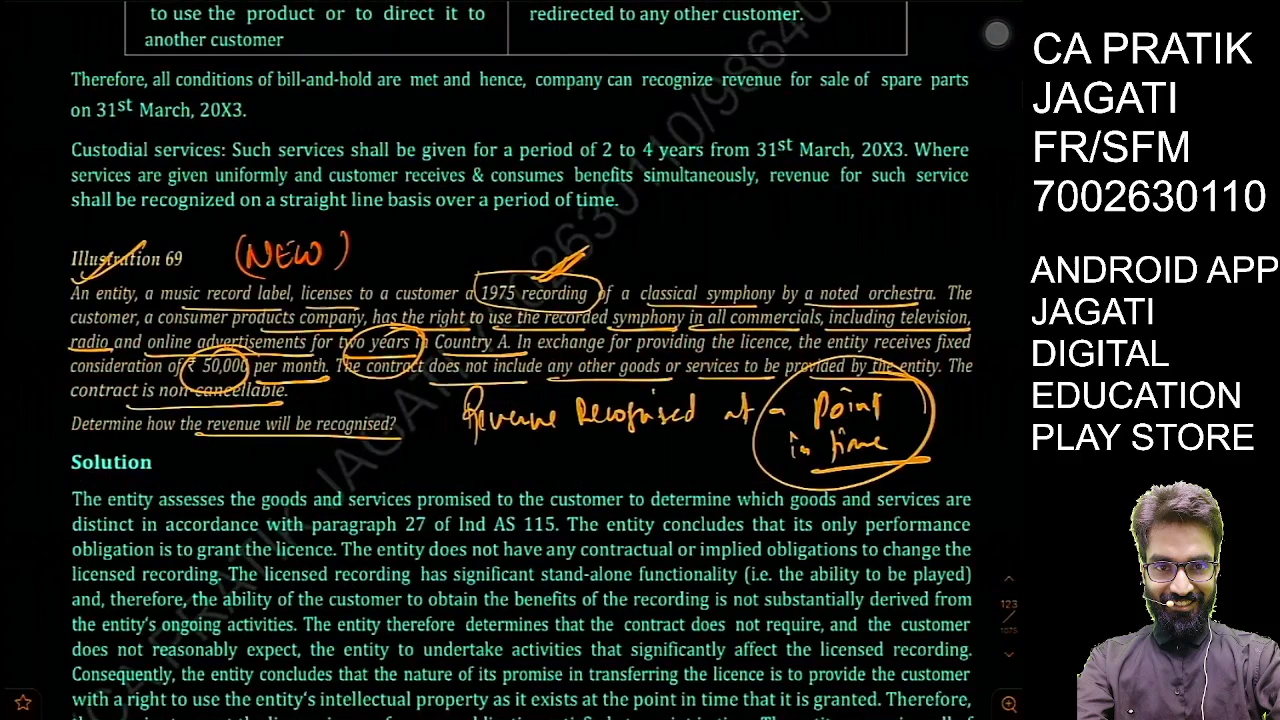 to use the product or to direct it to
another customer
redirected to any other customer.
Therefore, all conditions of bill-and-hold are met and hence, company can recognize revenue for sale of spare parts
on 31st March, 20X3.
Custodial services: Such services shall be given for a period of 2 to 4 years from 31st March, 20X3. Where
services are given uniformly and customer receives & consumes benefits simultaneously, revenue for such service
shall be recognized on a straight line basis over a period of time.
Illustration 69
(NEW)
An entity, a music record label, licenses to a customer a 1975 recording of a classical symphony by a noted orchestra. The
customer, a consumer products company, has the right to use the recorded symphony in all commercials, including television,
radio and online advertisements for two years in Country A. In exchange for providing the licence, the entity receives fixed
consideration of ₹ 50,000 per month. The contract does not include any other goods or services to be provided by the entity. The
contract is non-cancellable.
Determine how the revenue will be recognised?
Revenue Recognised at a point
in time
Solution
The entity assesses the goods and services promised to the customer to determine which goods and services are
distinct in accordance with paragraph 27 of Ind AS 115. The entity concludes that its only performance
obligation is to grant the licence. The entity does not have any contractual or implied obligations to change the
licensed recording. The licensed recording has significant stand-alone functionality (i.e. the ability to be played)
and, therefore, the ability of the customer to obtain the benefits of the recording is not substantially derived from
the entity's ongoing activities. The entity therefore determines that the contract does not require, and the customer
does not reasonably expect, the entity to undertake activities that significantly affect the licensed recording.
Consequently, the entity concludes that the nature of its promise in transferring the licence is to provide the customer
with a right to use the entity's intellectual property as it exists at the point in time that it is granted. Therefore,
CA PRATIK
JAGATI
FR/SFM
7002630110
ANDROID APP
JAGATI
DIGITAL
EDUCATION
PLAY STORE
123
1075